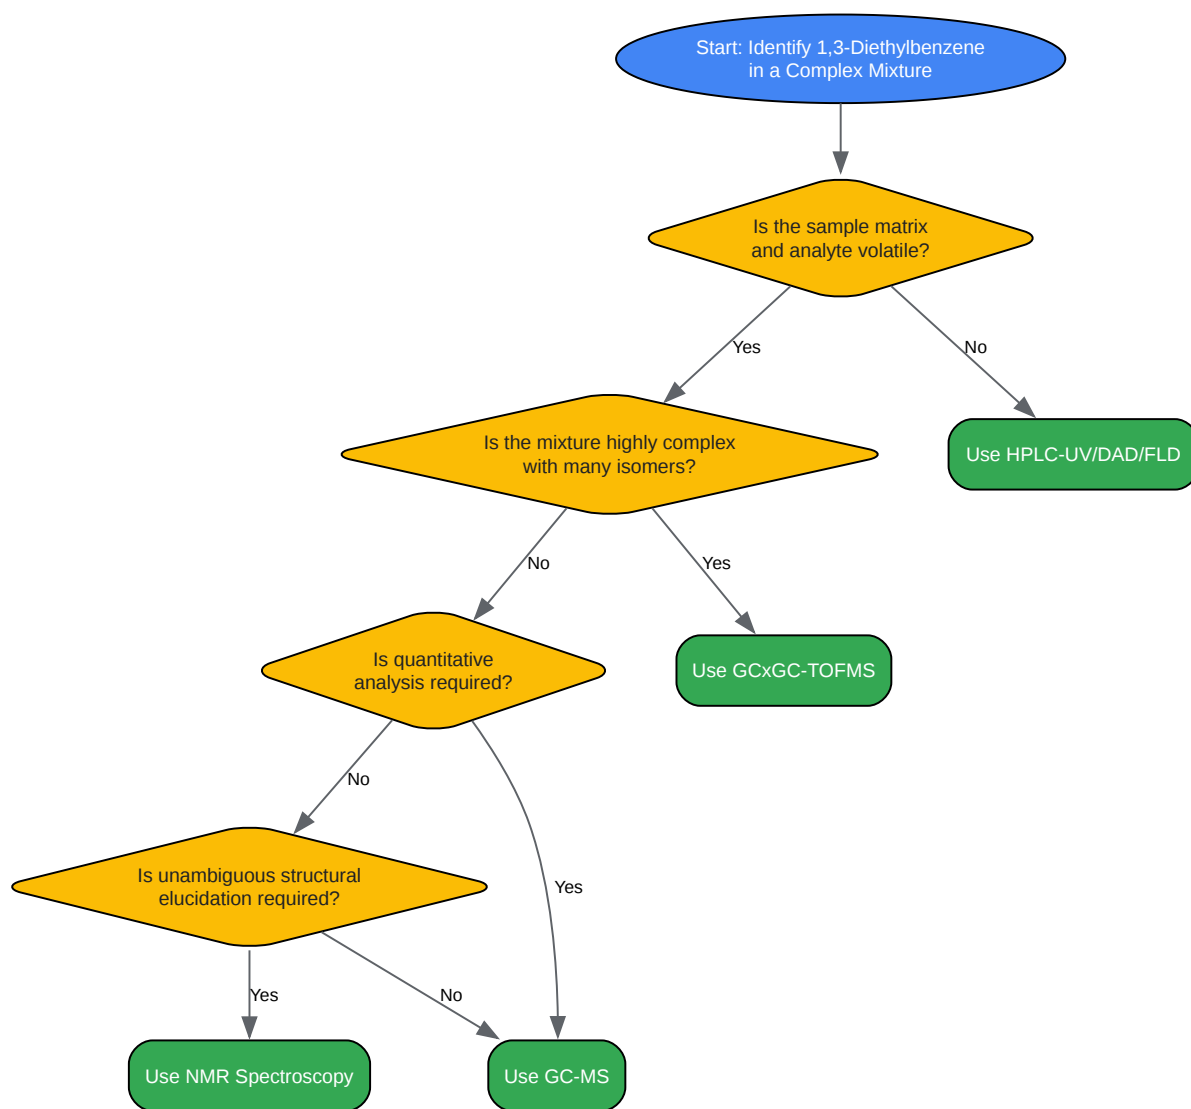 Start: Identify 1,3-Diethylbenzene
in a Complex Mixture
Is the sample matrix
and analyte volatile?
Yes
No
Is the mixture highly complex
with many isomers?
Use HPLC-UV/DAD/FLD
No
Yes
Is quantitative
analysis required?
Use GCxGC-TOFMS
No
Yes
Is unambiguous structural
elucidation required?
Yes
No
Use NMR Spectroscopy
Use GC-MS